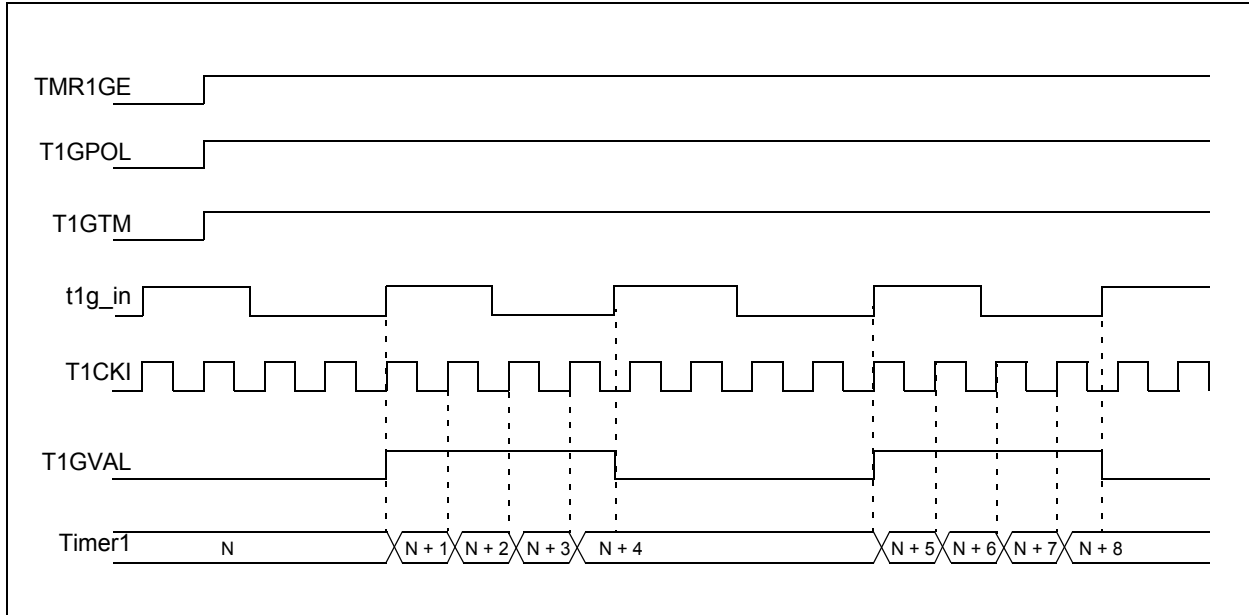 TMR1GE
T1GPOL
T1GTM
t1g_in
T1CKI
T1GVAL
Timer1 N N + 1 N + 2 N + 3 N + 4 N + 5 N + 6 N + 7 N + 8